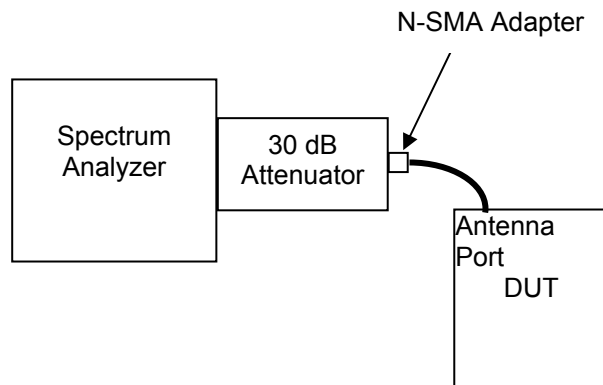 N-SMA Adapter
Spectrum
Analyzer
30 dB
Attenuator
Antenna
Port
DUT